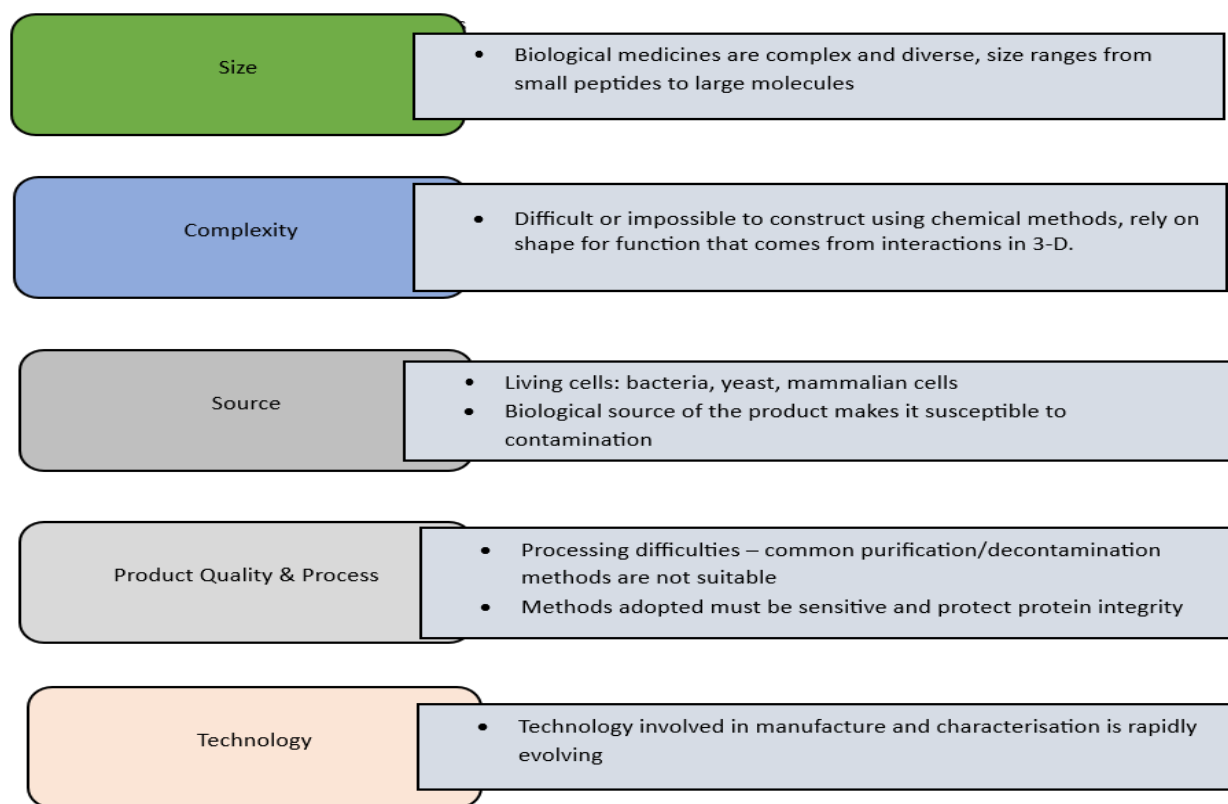 Size
• Biological medicines are complex and diverse, size ranges from
small peptides to large molecules
Complexity
• Difficult or impossible to construct using chemical methods, rely on
shape for function that comes from interactions in 3-D.
Source
• Living cells: bacteria, yeast, mammalian cells
• Biological source of the product makes it susceptible to
contamination
Product Quality & Process
• Processing difficulties – common purification/decontamination
methods are not suitable
• Methods adopted must be sensitive and protect protein integrity
Technology
• Technology involved in manufacture and characterisation is rapidly
evolving